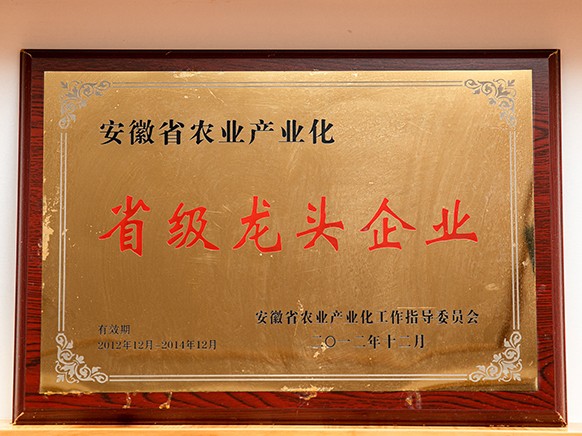 安徽省农业产业化
省级龙头企业
安徽省农业产业化工作指导委员会
二〇一二年十二月
有效期
2012年12月-2014年12月